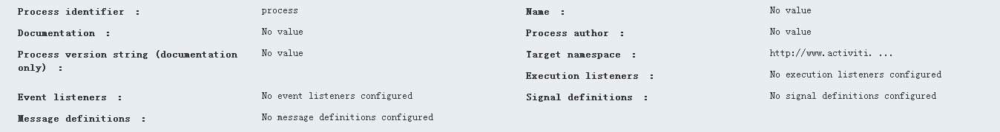 Process identifier : process
Name : No value
Documentation : No value
Process author : No value
Process version string (documentation only) : No value
Target namespace : http://www.activiti. ...
Execution listeners : No execution listeners configured
Event listeners : No event listeners configured
Signal definitions : No signal definitions configured
Message definitions : No message definitions configured